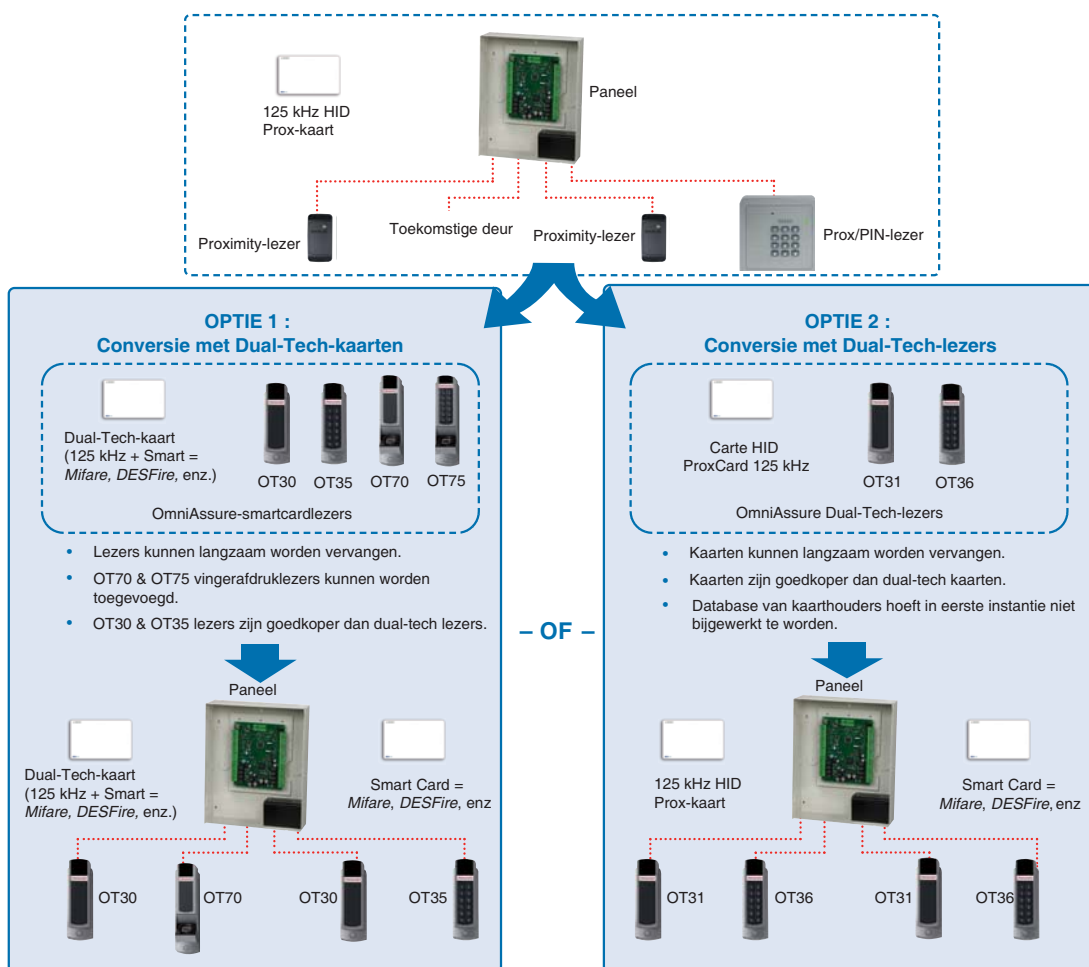 Paneel
125 kHz HID
Prox-kaart
Proximity-lezer
Toekomstige deur
Proximity-lezer
Prox/PIN-lezer
OPTIE 1 :
Conversie met Dual-Tech-kaarten
Dual-Tech-kaart
(125 kHz + Smart =
Mifare, DESFire, enz.)
OT30
OT35
OT70
OT75
OmniAssure-smartcardlezers
• Lezers kunnen langzaam worden vervangen.
• OT70 & OT75 vingerafdruklezers kunnen worden
toegevoegd.
• OT30 & OT35 lezers zijn goedkoper dan dual-tech lezers.
Paneel
Dual-Tech-kaart
(125 kHz + Smart =
Mifare, DESFire, enz.)
Smart Card =
Mifare, DESFire, enz
OT30
OT70
OT30
OT35
– OF –
OPTIE 2 :
Conversie met Dual-Tech-lezers
Carte HID
ProxCard 125 kHz
OT31
OT36
OmniAssure Dual-Tech-lezers
• Kaarten kunnen langzaam worden vervangen.
• Kaarten zijn goedkoper dan dual-tech kaarten.
• Database van kaarthouders hoeft in eerste instantie niet
bijgewerkt te worden.
Paneel
125 kHz HID
Prox-kaart
Smart Card =
Mifare, DESFire, enz
OT31
OT36
OT31
OT36